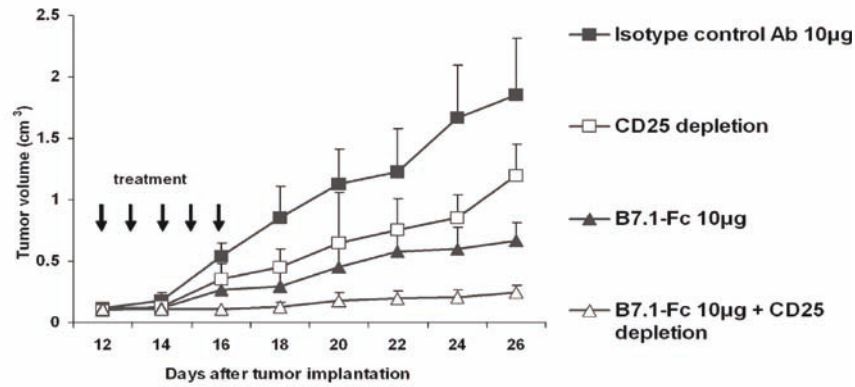 2.5
2
1.5
1
0.5
0
Tumor volume (cm³)
treatment
12 14 16 18 20 22 24 26
Days after tumor implantation
Isotype control Ab 10µg
CD25 depletion
B7.1-Fc 10µg
B7.1-Fc 10µg + CD25
depletion